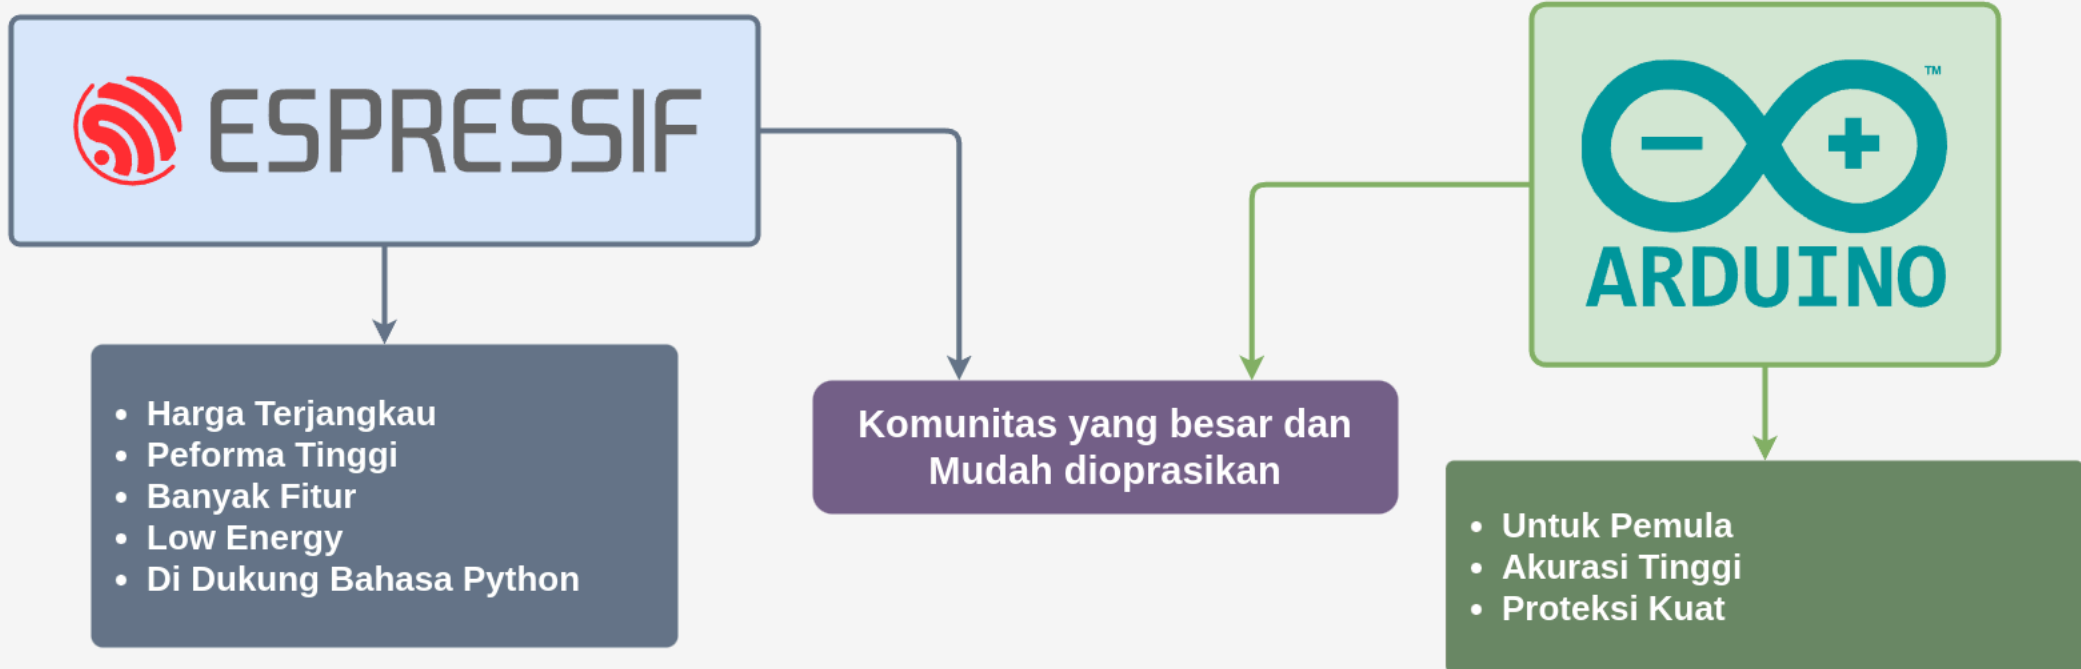 ESPRESSIF
• Harga Terjangkau
• Peforma Tinggi
• Banyak Fitur
• Low Energy
• Di Dukung Bahasa Python
Komunitas yang besar dan
Mudah dioprasikan
TM
ARDUINO
• Untuk Pemula
• Akurasi Tinggi
• Proteksi Kuat